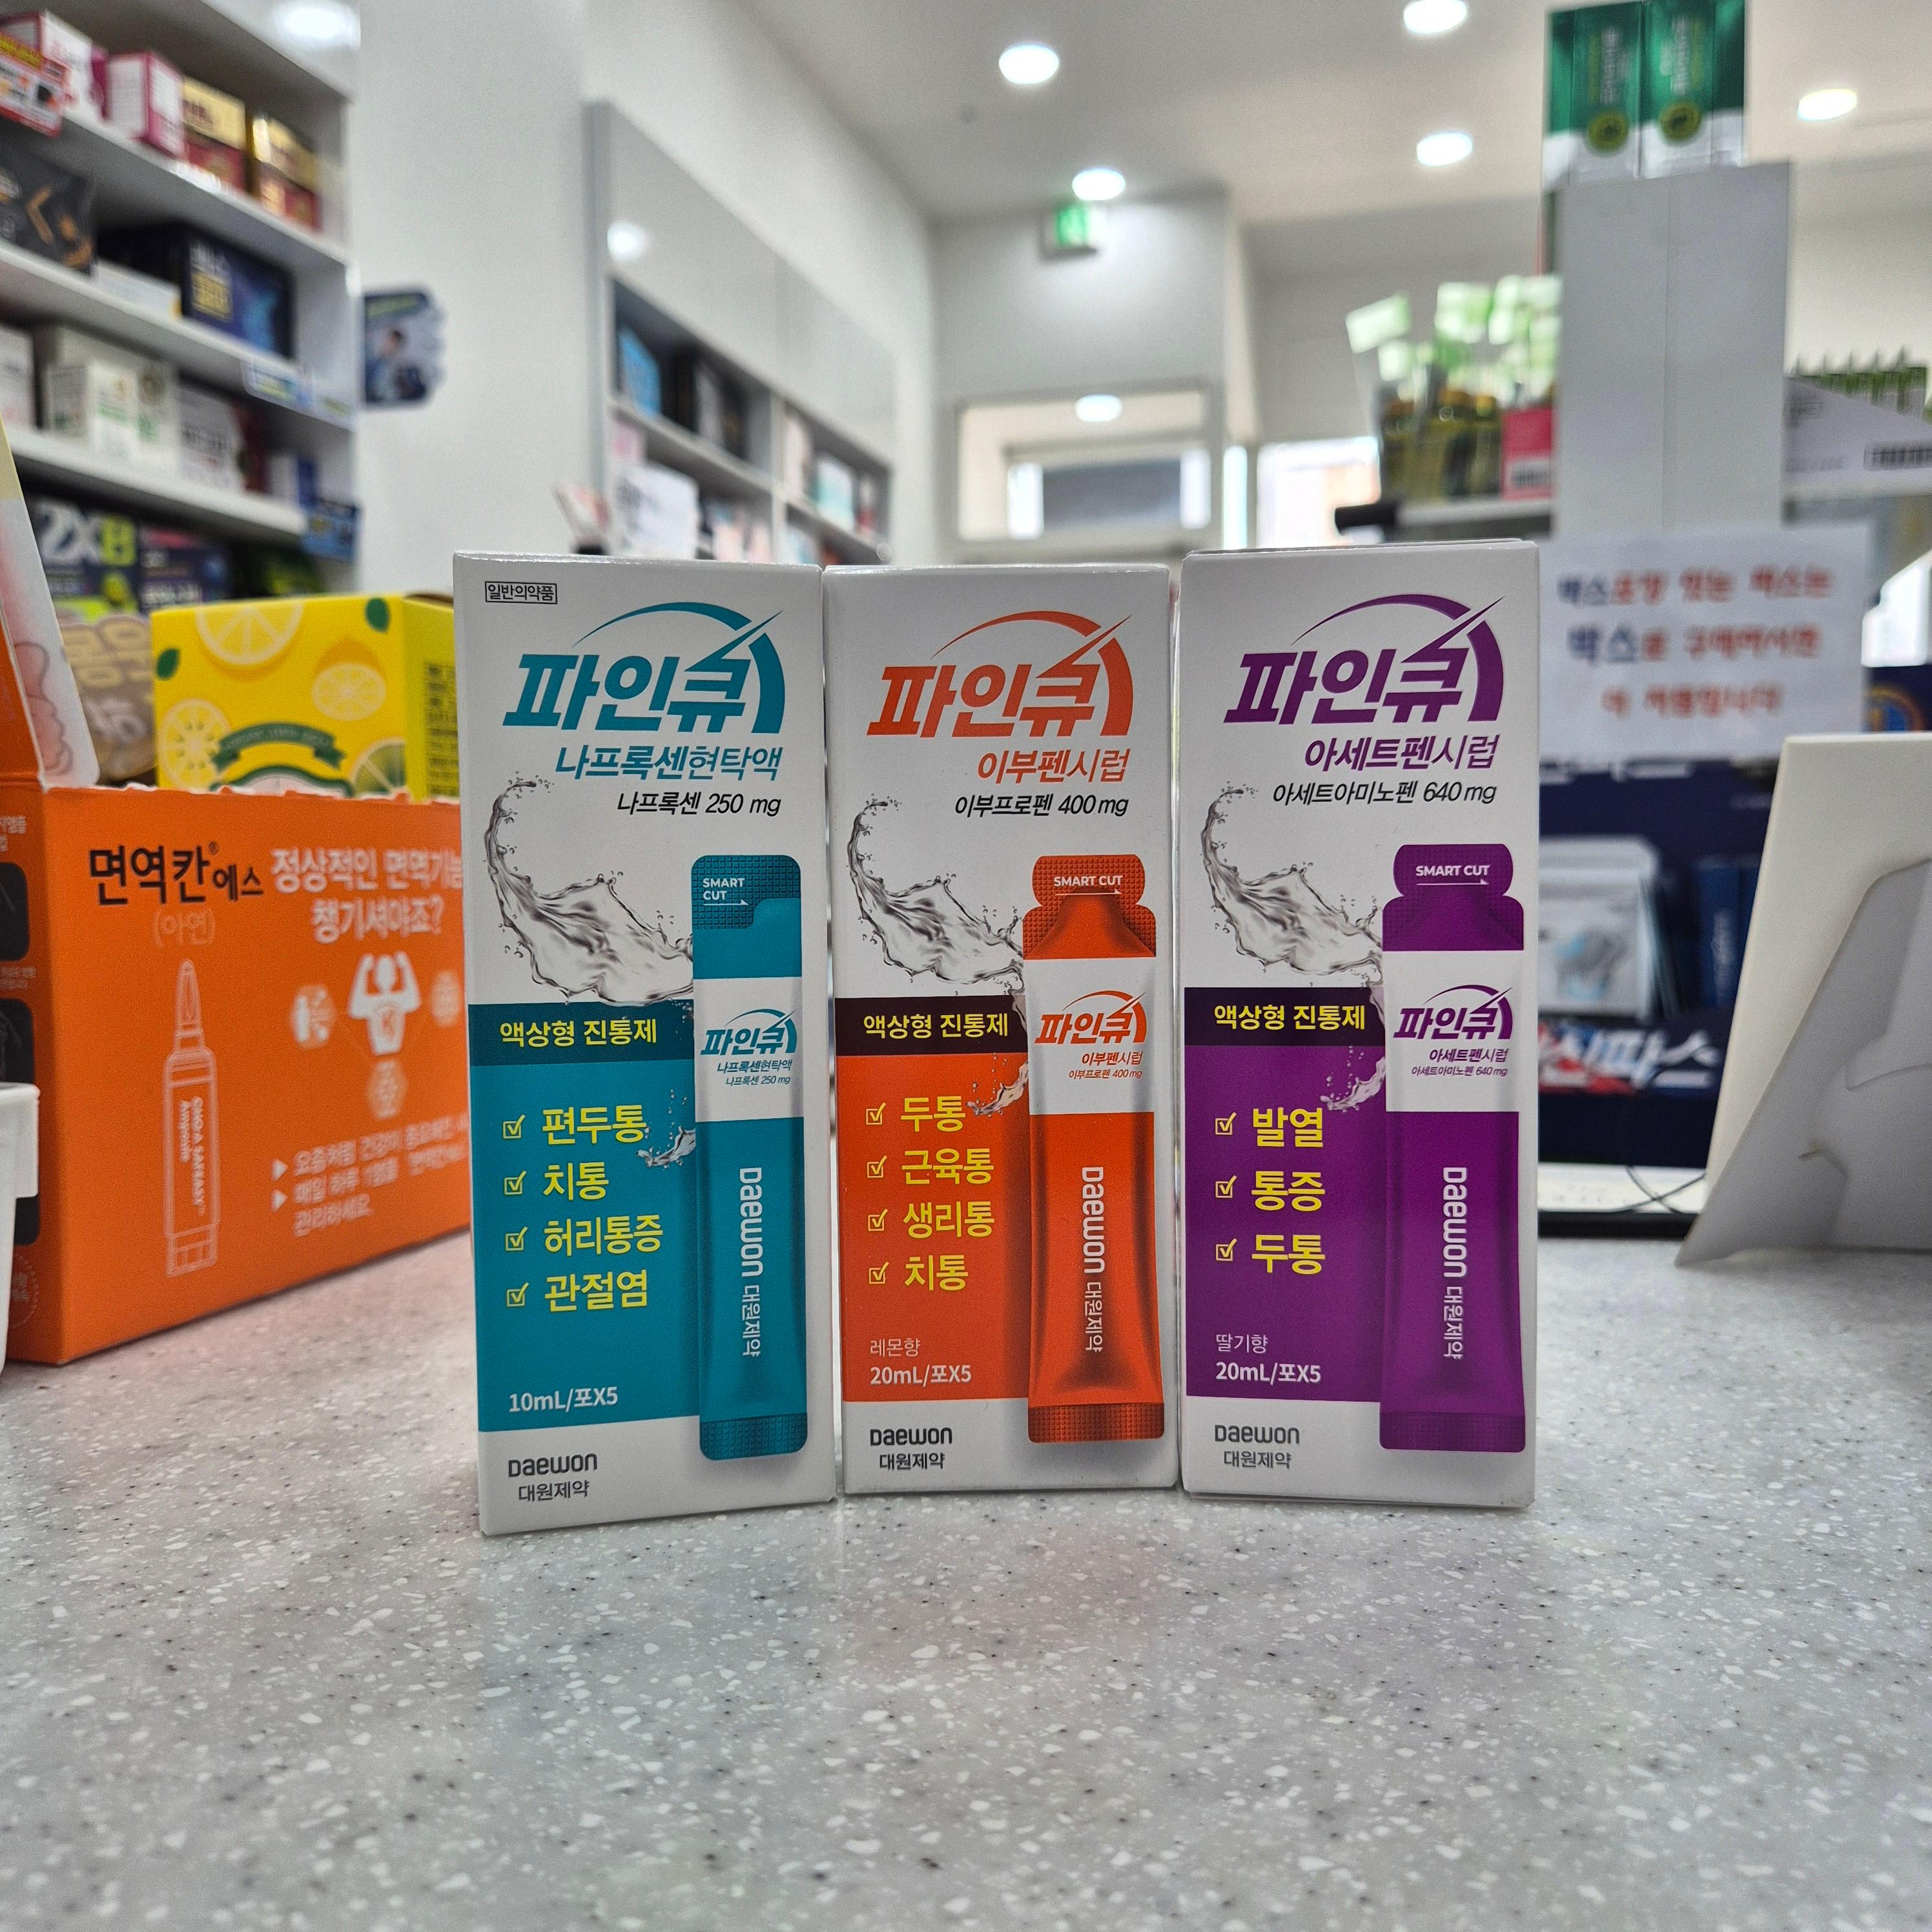 일반의약품
파인큐
나프록센현탁액
나프록센 250 mg
SMART
CUT
액상형 진통제
파인큐
나프록센현탁액
나프록센 250 mg
편두통
치통
허리통증
관절염
Daewon 대원제약
10mL/포X5
Daewon
대원제약
파인큐
이부펜시럽
이부프로펜 400 mg
SMART CUT
액상형 진통제
파인큐
이부펜시럽
이부프로펜 400 mg
두통
근육통
생리통
치통
Daewon 대원제약
레몬향
20mL/포X5
Daewon
대원제약
파인큐
아세트펜시럽
아세트아미노펜 640 mg
SMART CUT
액상형 진통제
파인큐
아세트펜시럽
아세트아미노펜 640 mg
발열
통증
두통
Daewon 대원제약
딸기향
20mL/포X5
Daewon
대원제약
면역칸® 에스
(아연)
정상적인 면역기능
챙기셔야죠?
관리하세요.